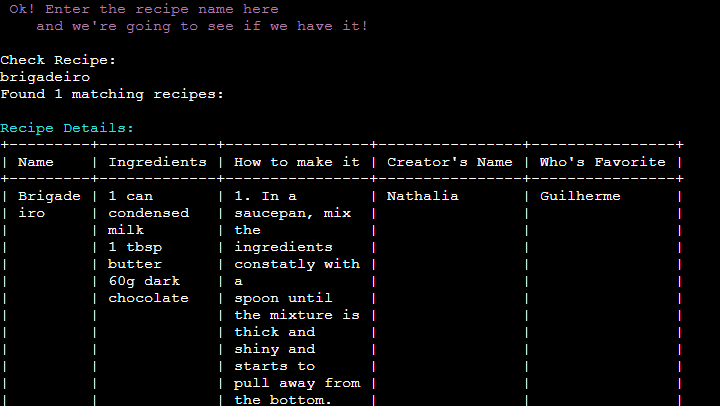 Ok! Enter the recipe name here
and we're going to see if we have it!
Check Recipe:
brigadeiro
Found 1 matching recipes:
Recipe Details:
+---------+-------------+----------------+----------------+----------------+
| Name | Ingredients | How to make it | Creator's Name | Who's Favorite |
+---------+-------------+----------------+----------------+----------------+
| Brigade | 1 can | 1. In a | Nathalia | Guilherme |
| iro | condensed | saucepan, mix | | |
| | milk | the | | |
| | 1 tbsp | ingredients | | |
| | butter | constatly with | | |
| | 60g dark | a | | |
| | chocolate | spoon until | | |
| | | the mixture is | | |
| | | thick and | | |
| | | shiny and | | |
| | | starts to | | |
| | | pull away from | | |
| | | the bottom. | | |